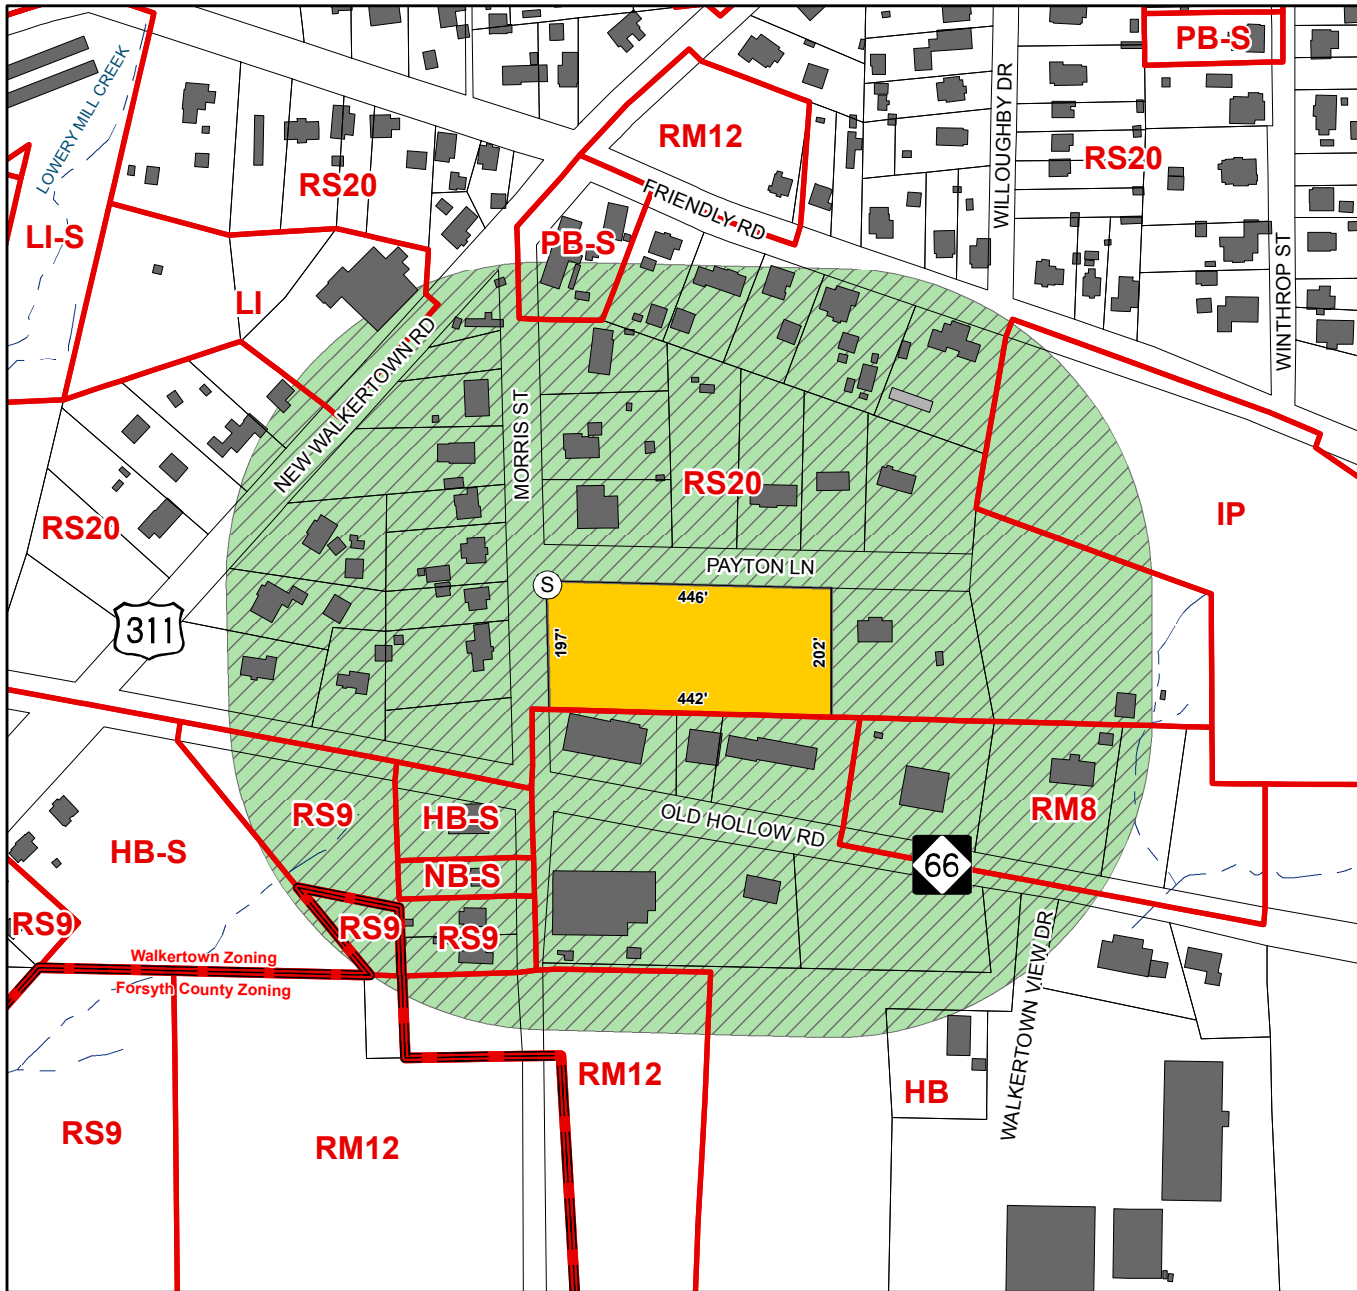 PB-S
LOWERY MILL CREEK
RM12
WILLOUGHBY DR
RS20
RS20
FRIENDLY RD
LI-S
PB-S
WINTHROP ST
LI
NEW WALKERTOWN RD
MORRIS ST
RS20
IP
RS20
PAYTON LN
S
446'
311
197'
202'
442'
RS9
HB-S
OLD HOLLOW RD
RM8
HB-S
66
NB-S
RS9
RS9
RS9
Walkertown Zoning
Forsyth County Zoning
WALKERTOWN VIEW DR
RM12
HB
RS9
RM12